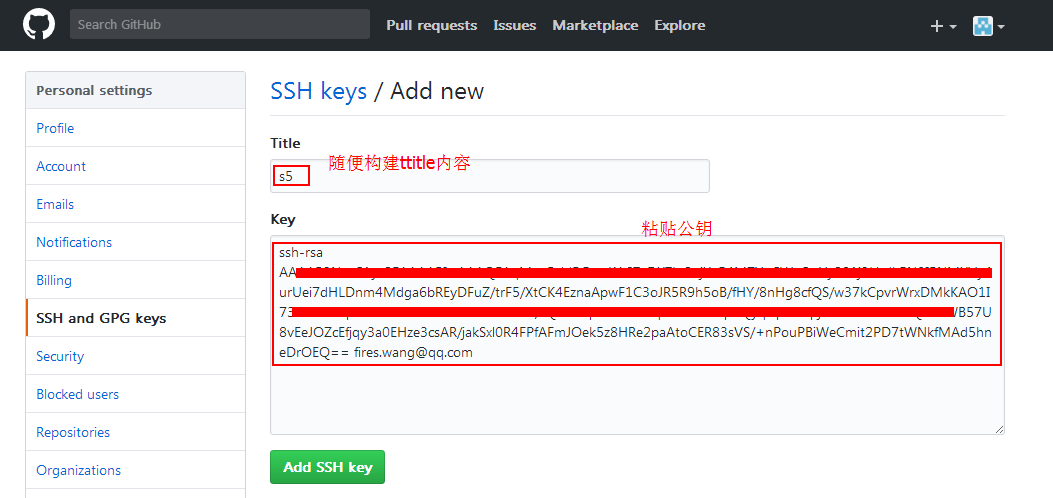 Search GitHub
Pull requests
Issues
Marketplace
Explore
Personal settings
Profile
Account
Emails
Notifications
Billing
SSH and GPG keys
Security
Blocked users
Repositories
Organizations
SSH keys / Add new
Title
随便构建ttitle内容
s5
Key
粘贴公钥
ssh-rsa
AA
urUei7dHLDnm4Mdga6bREyDFuZ/trF5/XtCK4EznaApwF1C3oJR5R9h5oB/fHY/8nHg8cfQS/w37kCpvrWrxDMkKAO1I
73 /B57U
8vEeJOZcEfjqy3a0EHze3csAR/jakSxl0R4FPfAFmJOek5z8HRe2paAtoCER83sVS/+nPouPBiWeCmit2PD7tWNkfMAd5hn
eDrOEQ== fires.wang@qq.com
Add SSH key